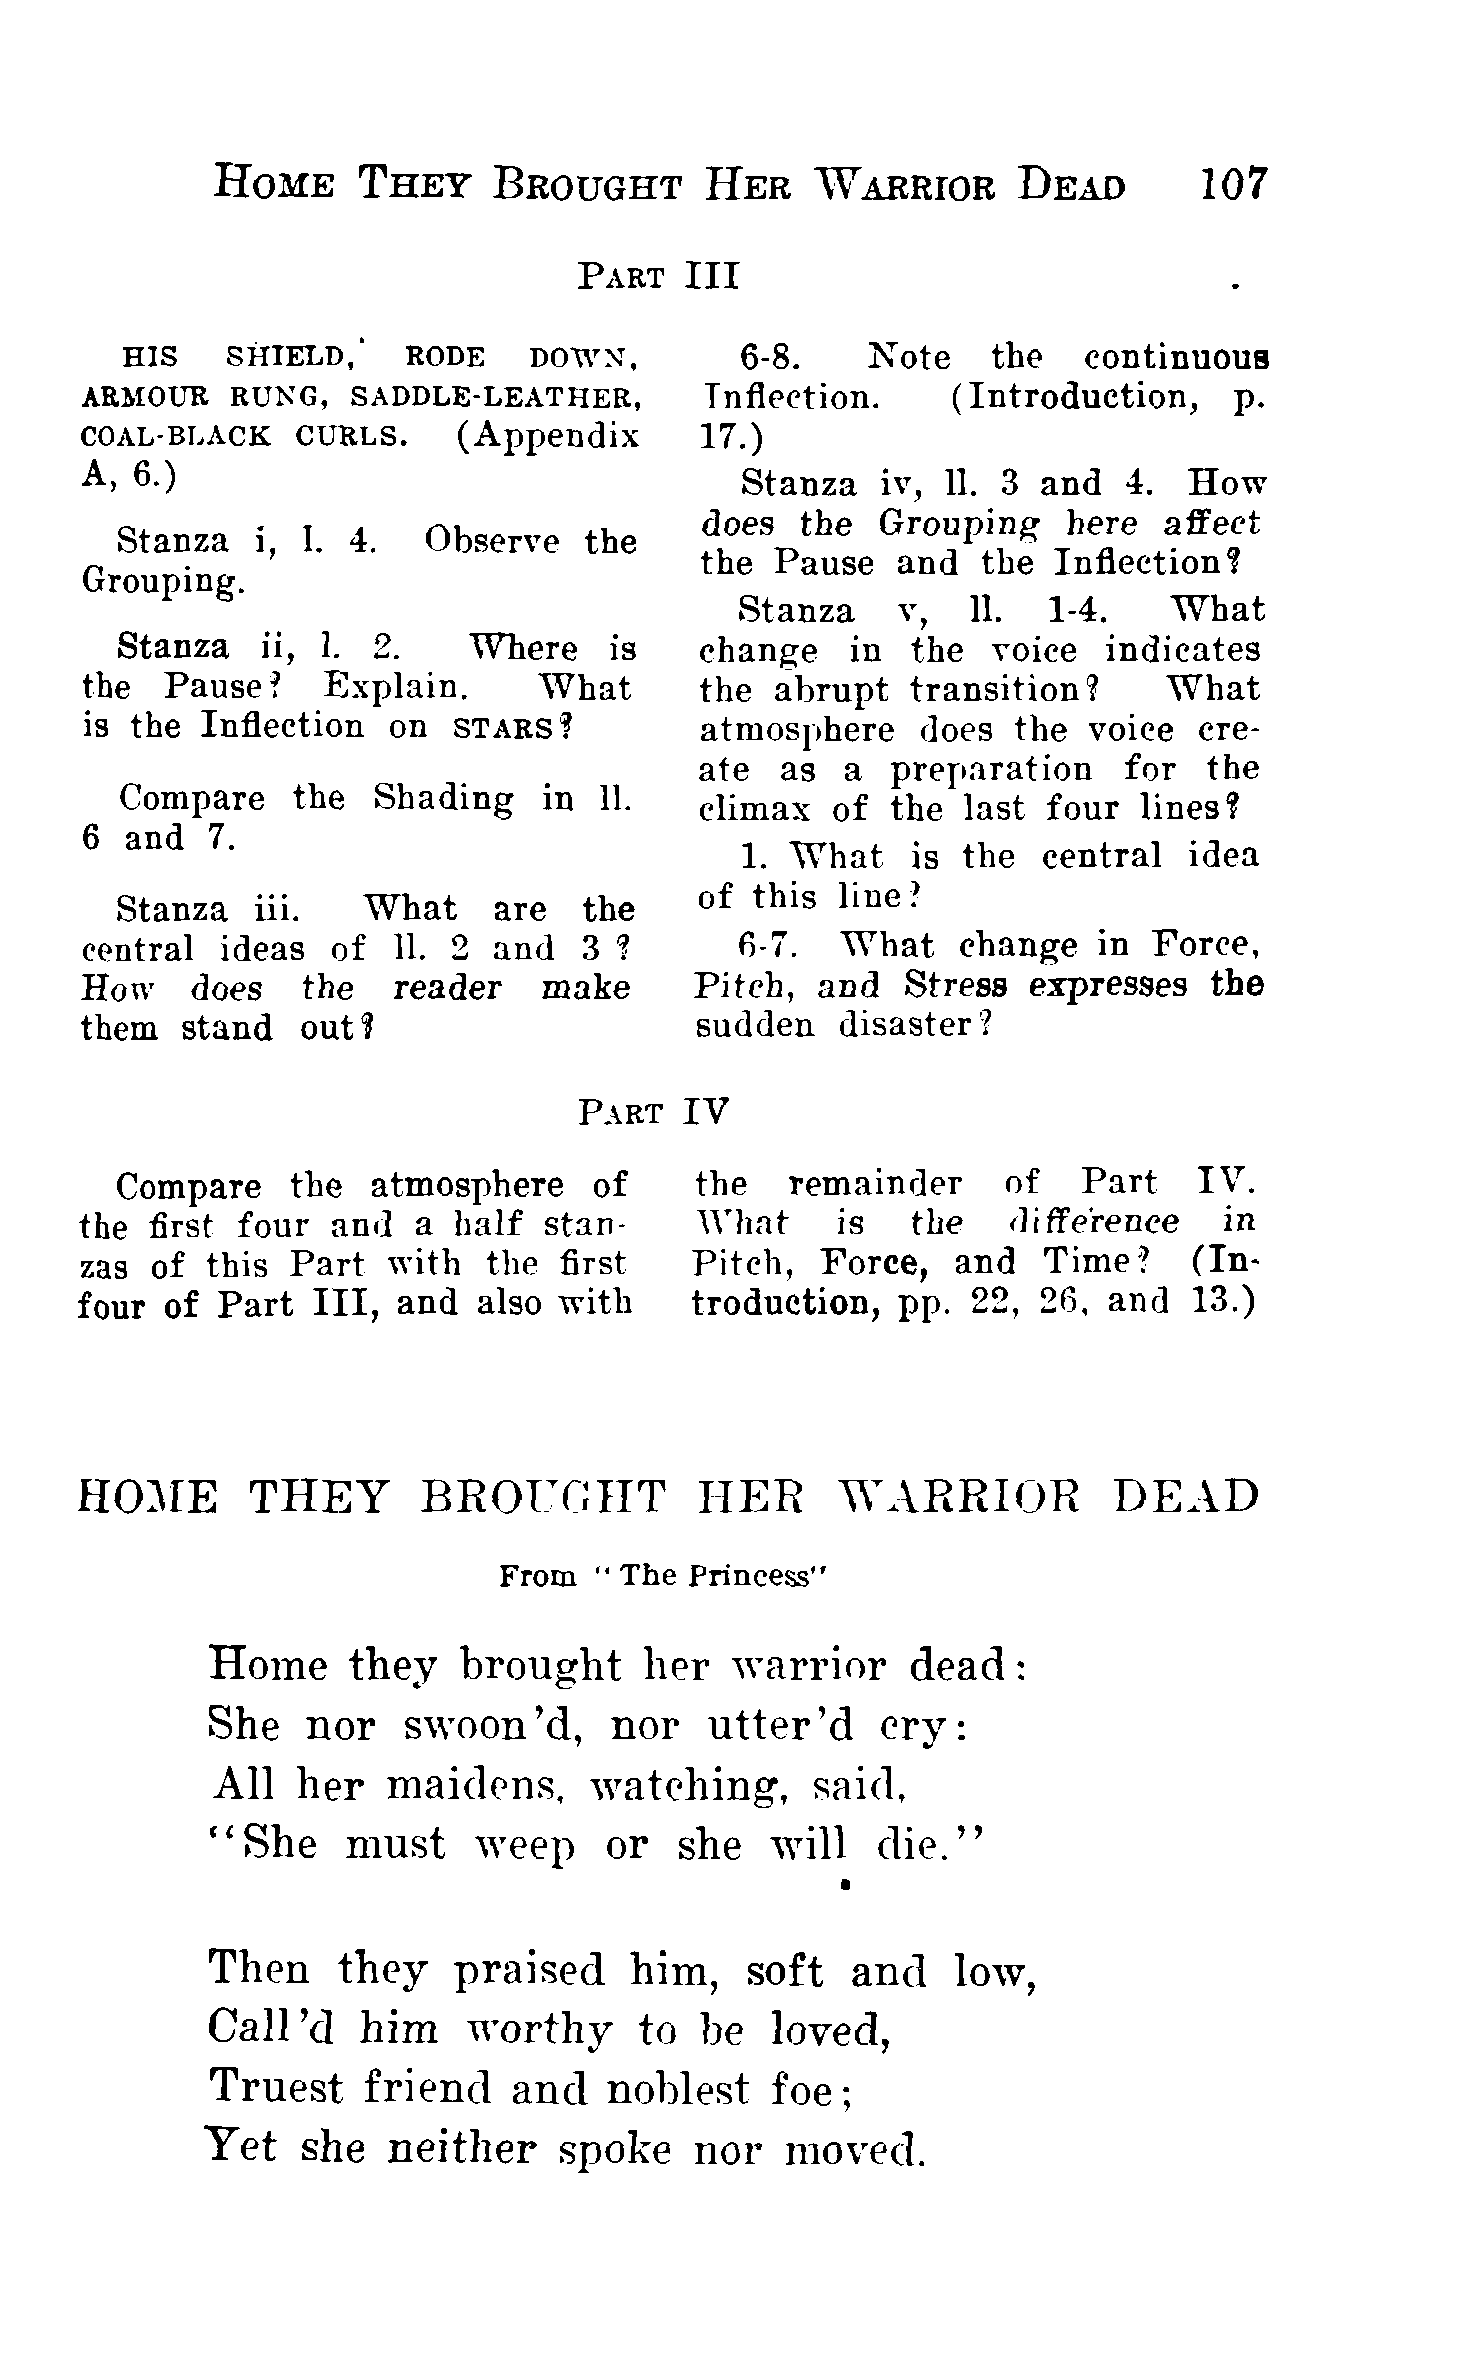 HOME THEY BROUGHT HER WARRIOR DEAD 107
PART III
HIS SHIELD, RODE DOWN,
ARMOUR RUNG, SADDLE-LEATHER,
COAL-BLACK CURLS. (Appendix
A, 6.)
Stanza i, l. 4. Observe the
Grouping.
Stanza ii, l. 2. Where is
the Pause? Explain. What
is the Inflection on STARS?
Compare the Shading in ll.
6 and 7.
Stanza iii. What are the
central ideas of ll. 2 and 3 ?
How does the reader make
them stand out?
6-8. Note the continuous
Inflection. (Introduction, p.
17.)
Stanza iv, ll. 3 and 4. How
does the Grouping here affect
the Pause and the Inflection?
Stanza v, ll. 1-4. What
change in the voice indicates
the abrupt transition? What
atmosphere does the voice cre-
ate as a preparation for the
climax of the last four lines?
1. What is the central idea
of this line?
6-7. What change in Force,
Pitch, and Stress expresses the
sudden disaster?
PART IV
Compare the atmosphere of
the first four and a half stan-
zas of this Part with the first
four of Part III, and also with
the remainder of Part IV.
What is the difference in
Pitch, Force, and Time? (In-
troduction, pp. 22, 26, and 13.)
HOME THEY BROUGHT HER WARRIOR DEAD
From "The Princess"
Home they brought her warrior dead:
She nor swoon'd, nor utter'd cry:
All her maidens, watching, said,
"She must weep or she will die."
Then they praised him, soft and low,
Call'd him worthy to be loved,
Truest friend and noblest foe;
Yet she neither spoke nor moved.